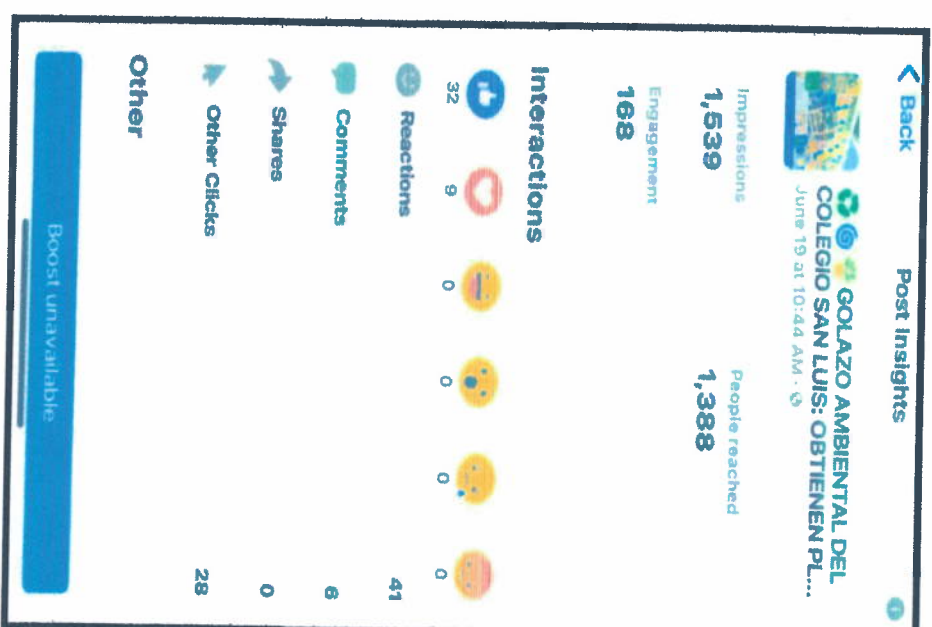 Back
Post Insights
GOLAZO AMBIENTAL DEL
COLEGIO SAN LUIS: OBTIENEN PL...
June 19 at 10:44 AM
Impressions
1,539
People reached
1,388
Engagement
168
Interactions
32 9 0 0 0 0
Reactions 41
Comments 6
Shares 0
Other Clicks 28
Other
Boost unavailable